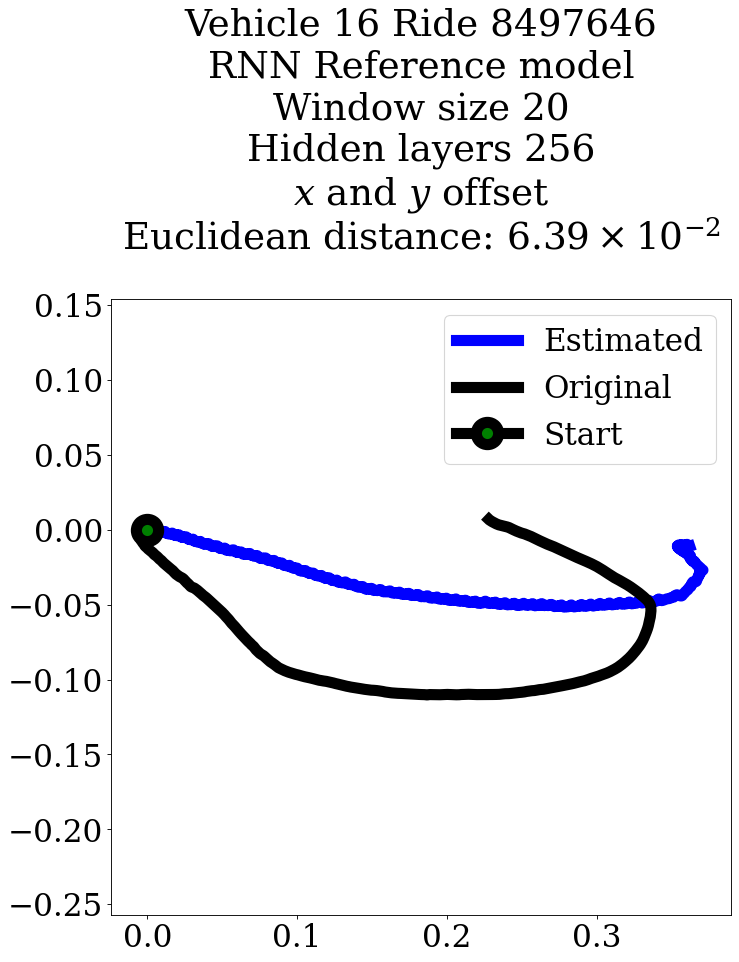 Vehicle 16 Ride 8497646
RNN Reference model
Window size 20
Hidden layers 256
x and y offset
Euclidean distance: 6.39 × 10⁻²
Estimated
Original
Start
0.15
0.10
0.05
0.00
−0.05
−0.10
−0.15
−0.20
−0.25
0.0 0.1 0.2 0.3